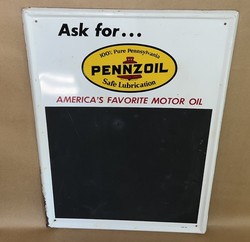 Ask for...
100% Pure Pennsylvania
PENNZOIL
Safe Lubrication
AMERICA'S FAVORITE MOTOR OIL